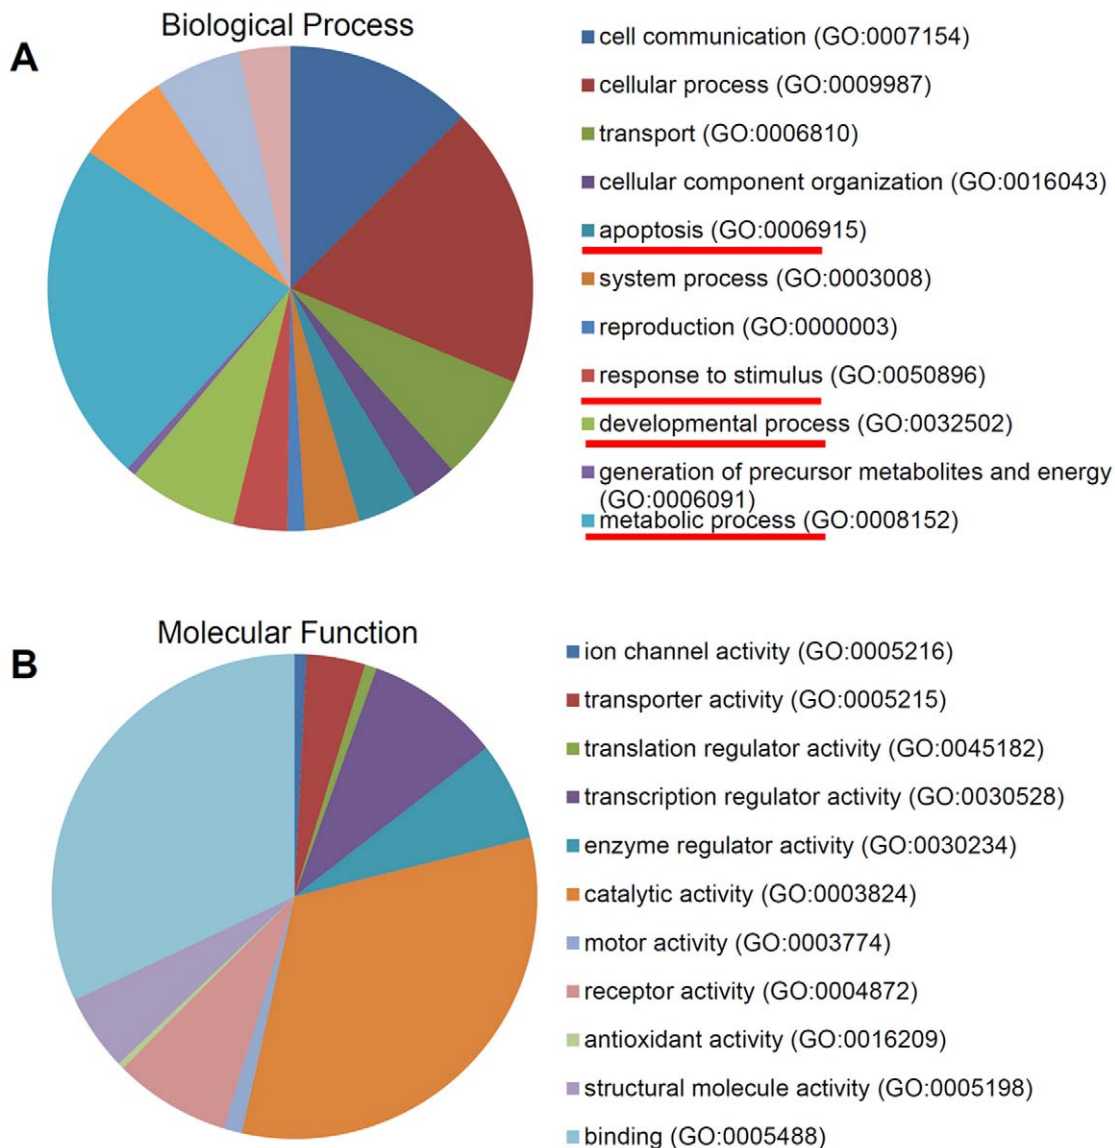 Biological Process
A
cell communication (GO:0007154)
cellular process (GO:0009987)
transport (GO:0006810)
cellular component organization (GO:0016043)
apoptosis (GO:0006915)
system process (GO:0003008)
reproduction (GO:0000003)
response to stimulus (GO:0050896)
developmental process (GO:0032502)
generation of precursor metabolites and energy
(GO:0006091)
metabolic process (GO:0008152)
Molecular Function
B
ion channel activity (GO:0005216)
transporter activity (GO:0005215)
translation regulator activity (GO:0045182)
transcription regulator activity (GO:0030528)
enzyme regulator activity (GO:0030234)
catalytic activity (GO:0003824)
motor activity (GO:0003774)
receptor activity (GO:0004872)
antioxidant activity (GO:0016209)
structural molecule activity (GO:0005198)
binding (GO:0005488)